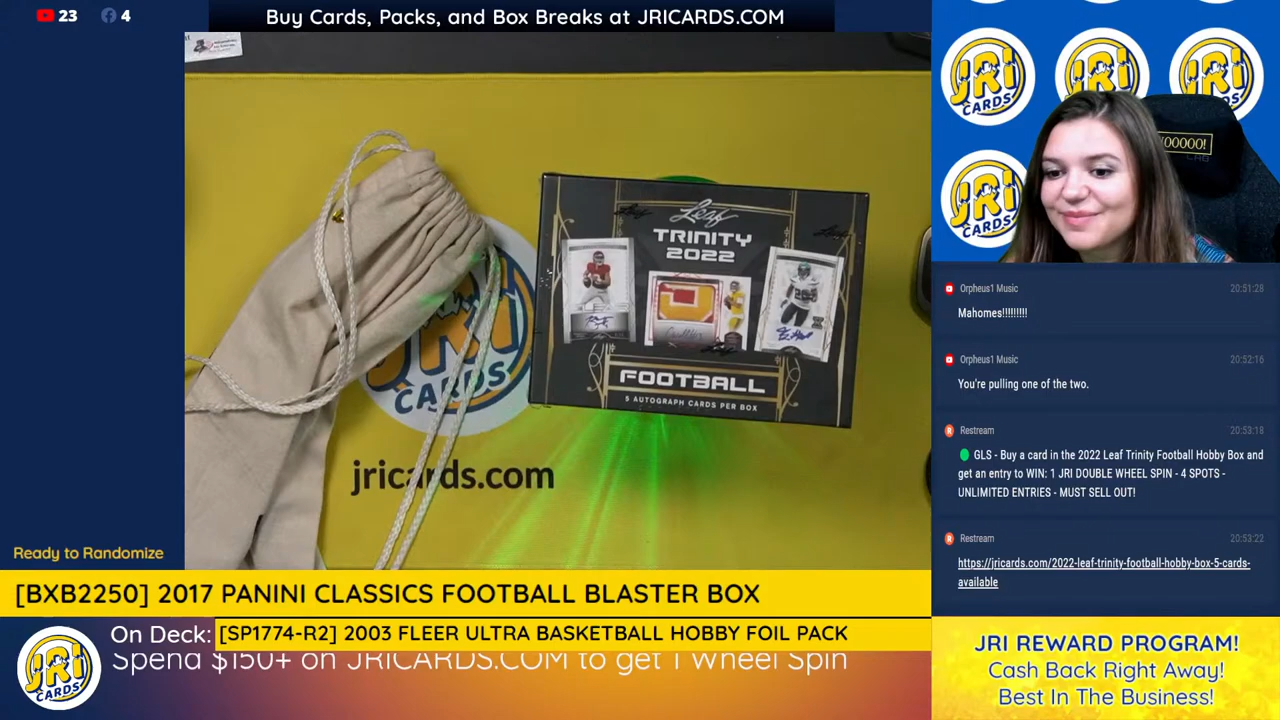 23
4
Buy Cards, Packs, and Box Breaks at JRICARDS.COM
Leaf
TRINITY
2022
FOOTBALL
5 AUTOGRAPH CARDS PER BOX
JRI
CARDS
jricards.com
Ready to Randomize
[BXB2250] 2017 PANINI CLASSICS FOOTBALL BLASTER BOX
On Deck: [SP1774-R2] 2003 FLEER ULTRA BASKETBALL HOBBY FOIL PACK
Spend $150+ on JRICARDS.COM to get 1 Wheel Spin
JRI
CARDS
JRI
CARDS
JRI
CARDS
JRI
CARDS
JRI
Orpheus1 Music 20:51:28
Mahomes!!!!!!!!!
Orpheus1 Music 20:52:16
You're pulling one of the two.
Restream 20:53:18
GLS - Buy a card in the 2022 Leaf Trinity Football Hobby Box and
get an entry to WIN: 1 JRI DOUBLE WHEEL SPIN - 4 SPOTS -
UNLIMITED ENTRIES - MUST SELL OUT!
Restream 20:53:22
https://jricards.com/2022-leaf-trinity-football-hobby-box-5-cards-
available
JRI REWARD PROGRAM!
Cash Back Right Away!
Best In The Business!